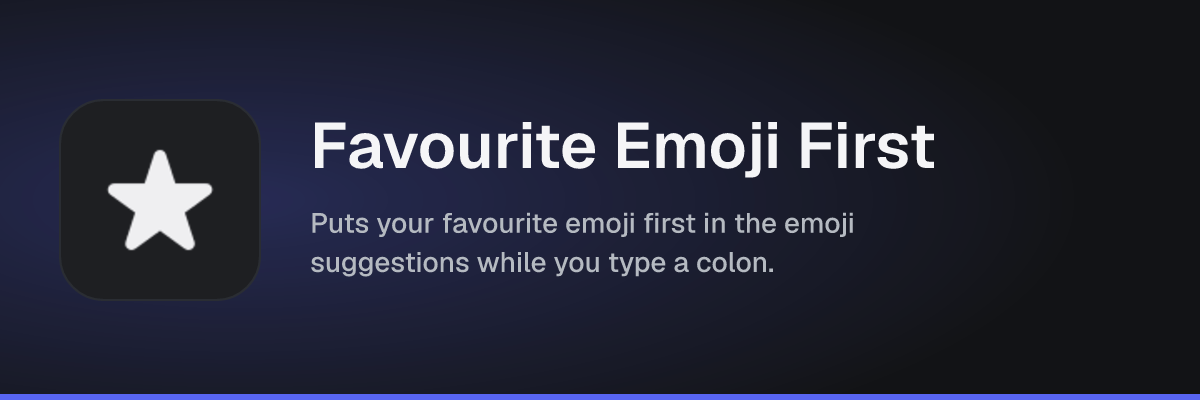 Favourite Emoji First
Puts your favourite emoji first in the emoji
suggestions while you type a colon.